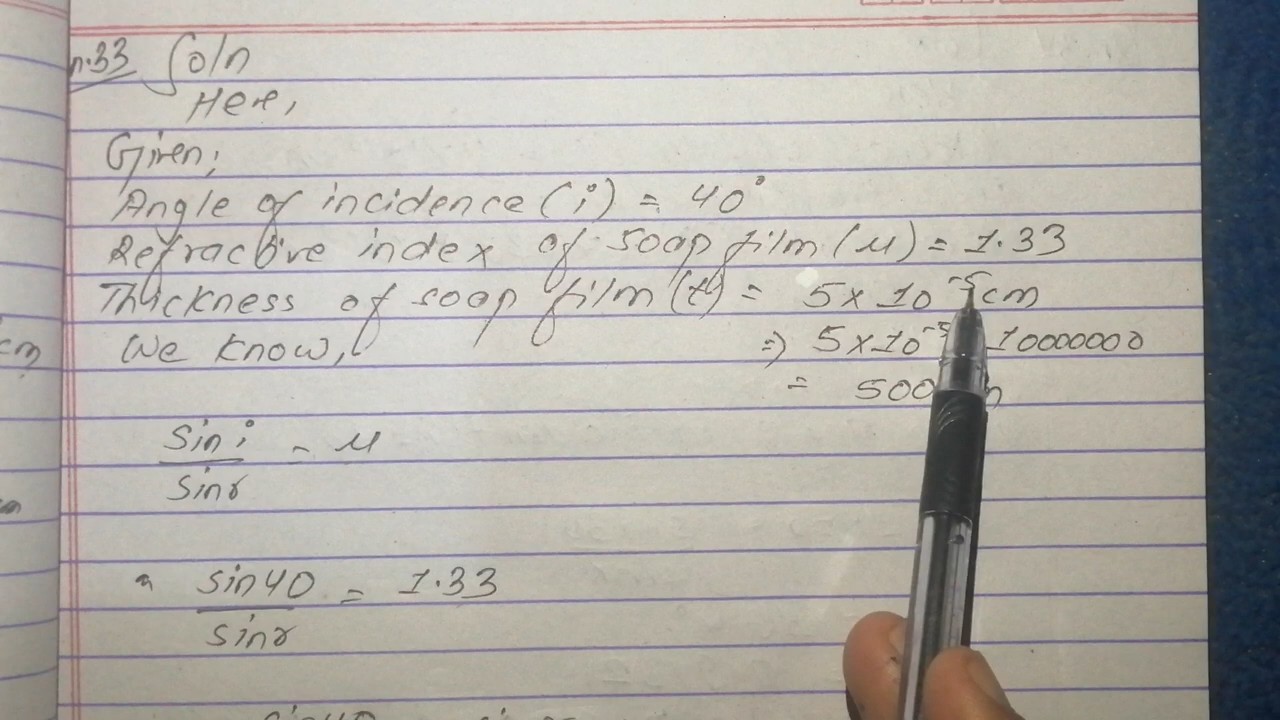 n.33 Soln
Here,
Given;
Angle of incidence (i) = 40°
Refractive index of soap film (μ) = 1.33
Thickness of soap film (t) = 5 x 10⁻⁵ cm
cm We know, => 5 x 10⁻⁵ 10000000
= 500
sin i / sin r = μ
sin 40 / sin r = 1.33